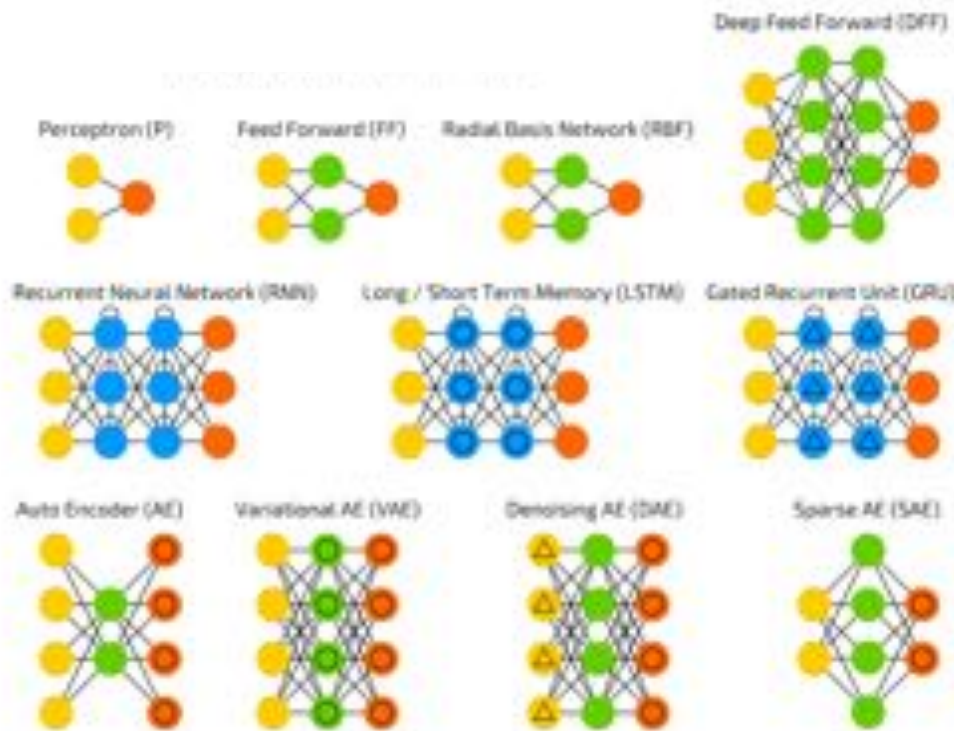 Deep Feed Forward (DFF)
Perceptron (P)
Feed Forward (FF)
Radial Basis Network (RBF)
Recurrent Neural Network (RNN)
Long / Short Term Memory (LSTM)
Gated Recurrent Unit (GRU)
Auto Encoder (AE)
Variational AE (VAE)
Denoising AE (DAE)
Sparse AE (SAE)